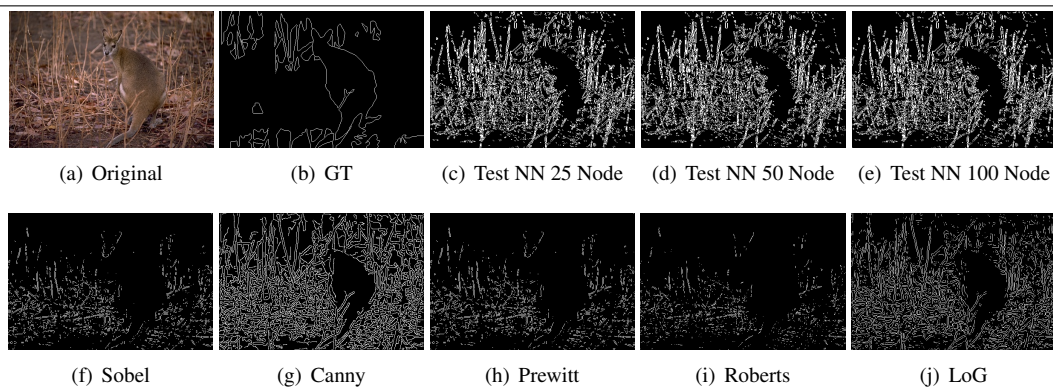 (a) Original
(b) GT
(c) Test NN 25 Node
(d) Test NN 50 Node
(e) Test NN 100 Node
(f) Sobel
(g) Canny
(h) Prewitt
(i) Roberts
(j) LoG